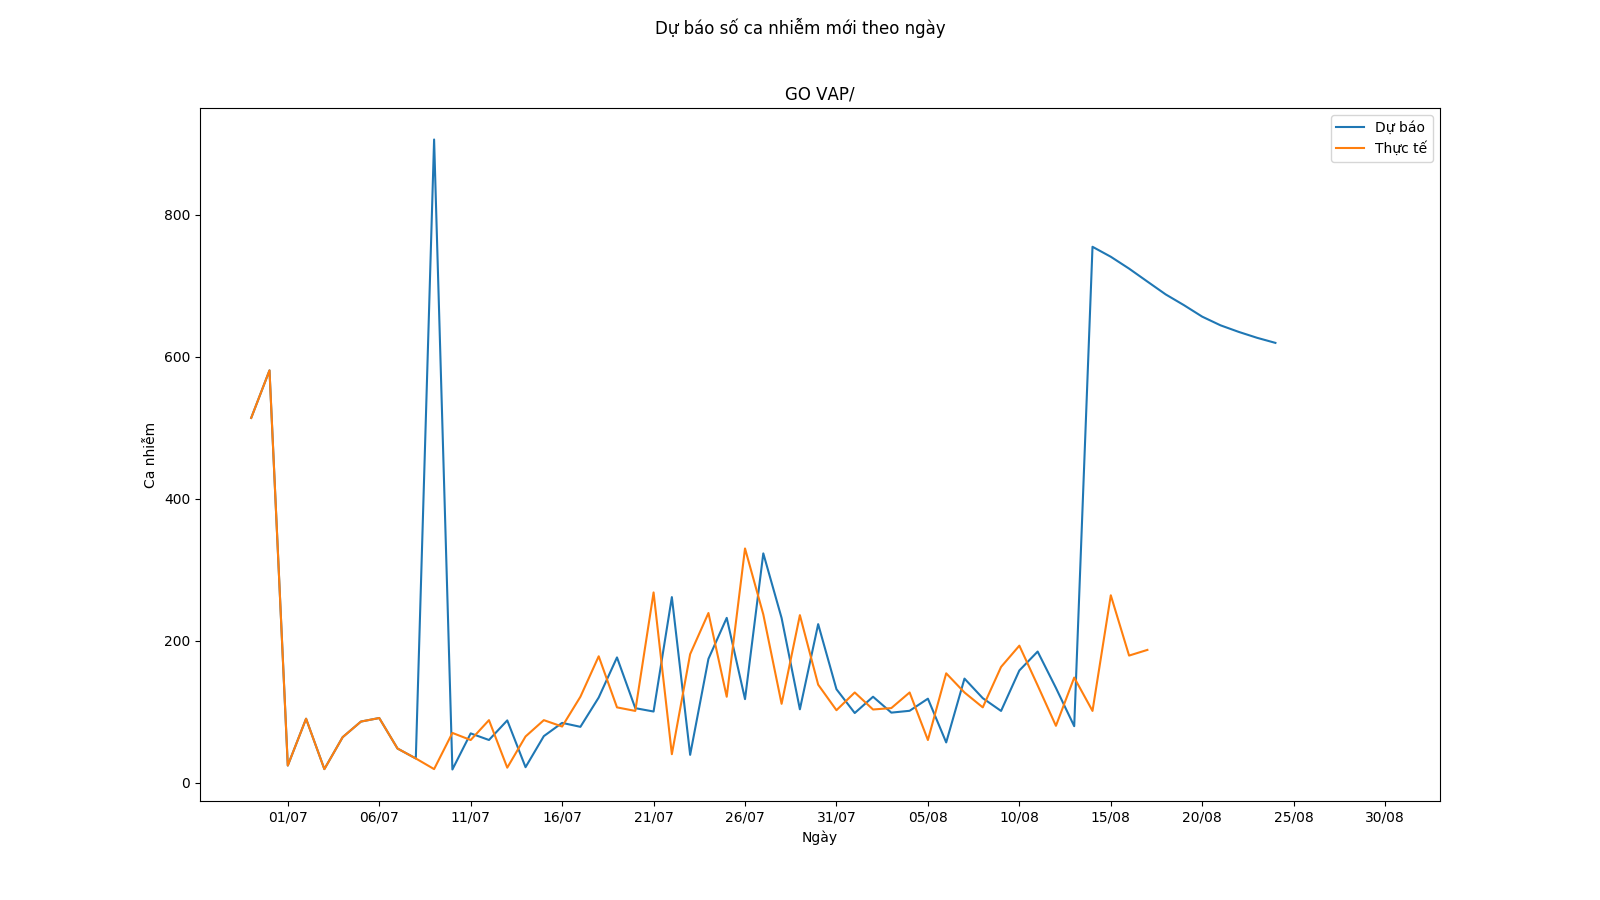 Dự báo số ca nhiễm mới theo ngày
GO VAP/
Dự báo
Thực tế
800
600
400
200
0
Ca nhiễm
01/07 06/07 11/07 16/07 21/07 26/07 31/07 05/08 10/08 15/08 20/08 25/08 30/08
Ngày